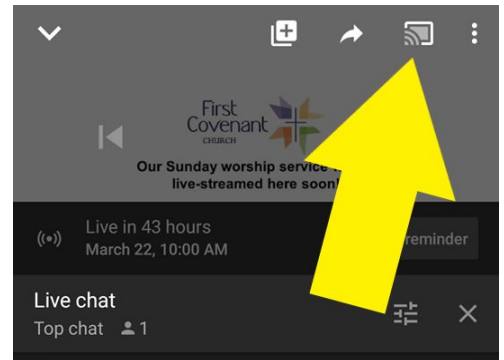 First
Covenant
CHURCH
Our Sunday worship service
live-streamed here soon
Live in 43 hours
March 22, 10:00 AM
reminder
Live chat
Top chat 1